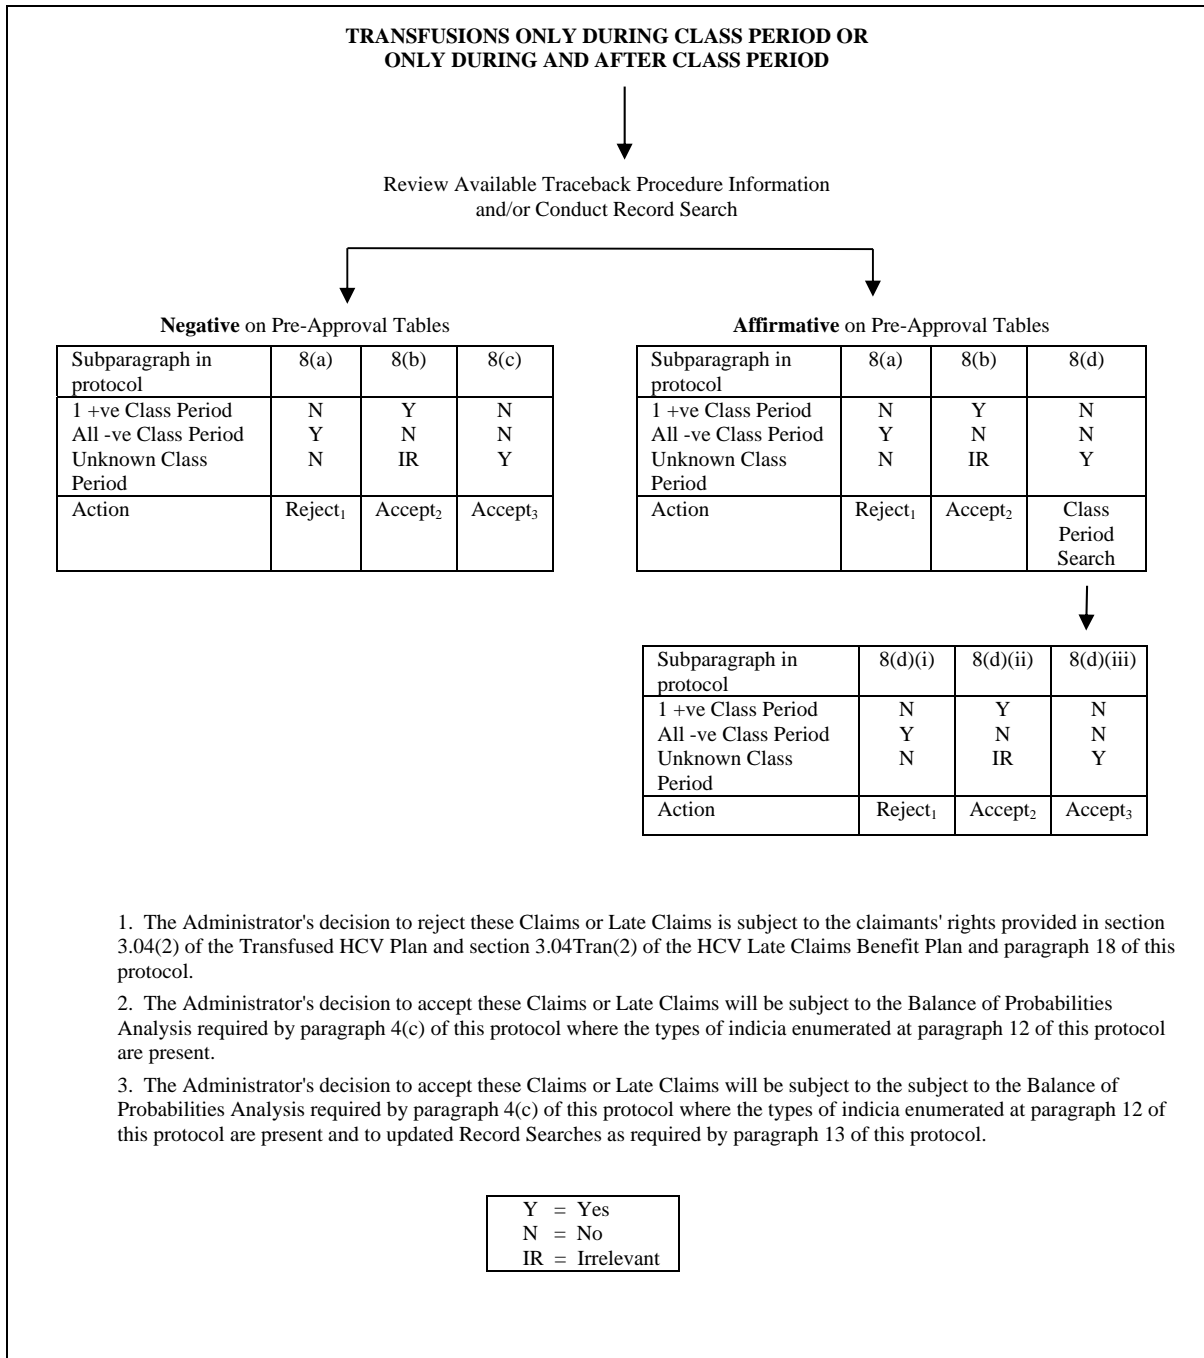 TRANSFUSIONS ONLY DURING CLASS PERIOD OR
ONLY DURING AND AFTER CLASS PERIOD
Review Available Traceback Procedure Information
and/or Conduct Record Search
Negative on Pre-Approval Tables
Subparagraph in protocol 8(a) 8(b) 8(c)
1 +ve Class Period N Y N
All -ve Class Period Y N N
Unknown Class Period N IR Y
Action Reject₁ Accept₂ Accept₃
Affirmative on Pre-Approval Tables
Subparagraph in protocol 8(a) 8(b) 8(d)
1 +ve Class Period N Y N
All -ve Class Period Y N N
Unknown Class Period N IR Y
Action Reject₁ Accept₂ Class Period Search
Subparagraph in protocol 8(d)(i) 8(d)(ii) 8(d)(iii)
1 +ve Class Period N Y N
All -ve Class Period Y N N
Unknown Class Period N IR Y
Action Reject₁ Accept₂ Accept₃
1. The Administrator's decision to reject these Claims or Late Claims is subject to the claimants' rights provided in section
3.04(2) of the Transfused HCV Plan and section 3.04Tran(2) of the HCV Late Claims Benefit Plan and paragraph 18 of this
protocol.
2. The Administrator's decision to accept these Claims or Late Claims will be subject to the Balance of Probabilities
Analysis required by paragraph 4(c) of this protocol where the types of indicia enumerated at paragraph 12 of this protocol
are present.
3. The Administrator's decision to accept these Claims or Late Claims will be subject to the subject to the Balance of
Probabilities Analysis required by paragraph 4(c) of this protocol where the types of indicia enumerated at paragraph 12 of
this protocol are present and to updated Record Searches as required by paragraph 13 of this protocol.
Y = Yes
N = No
IR = Irrelevant